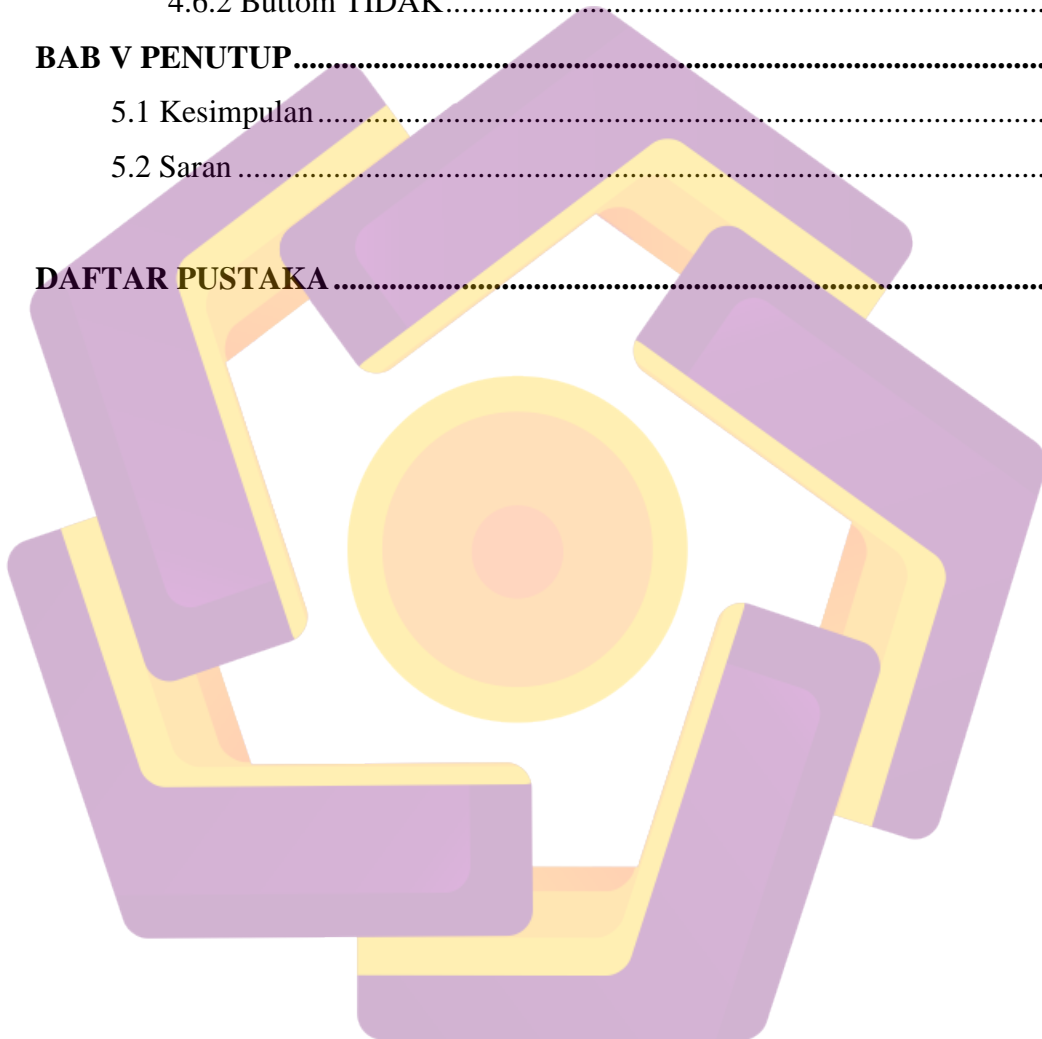 4.6.2 Buttom TIDAK..........................................................................
BAB V PENUTUP..............................................................................................
5.1 Kesimpulan..........................................................................................
5.2 Saran....................................................................................................
DAFTAR PUSTAKA.........................................................................................